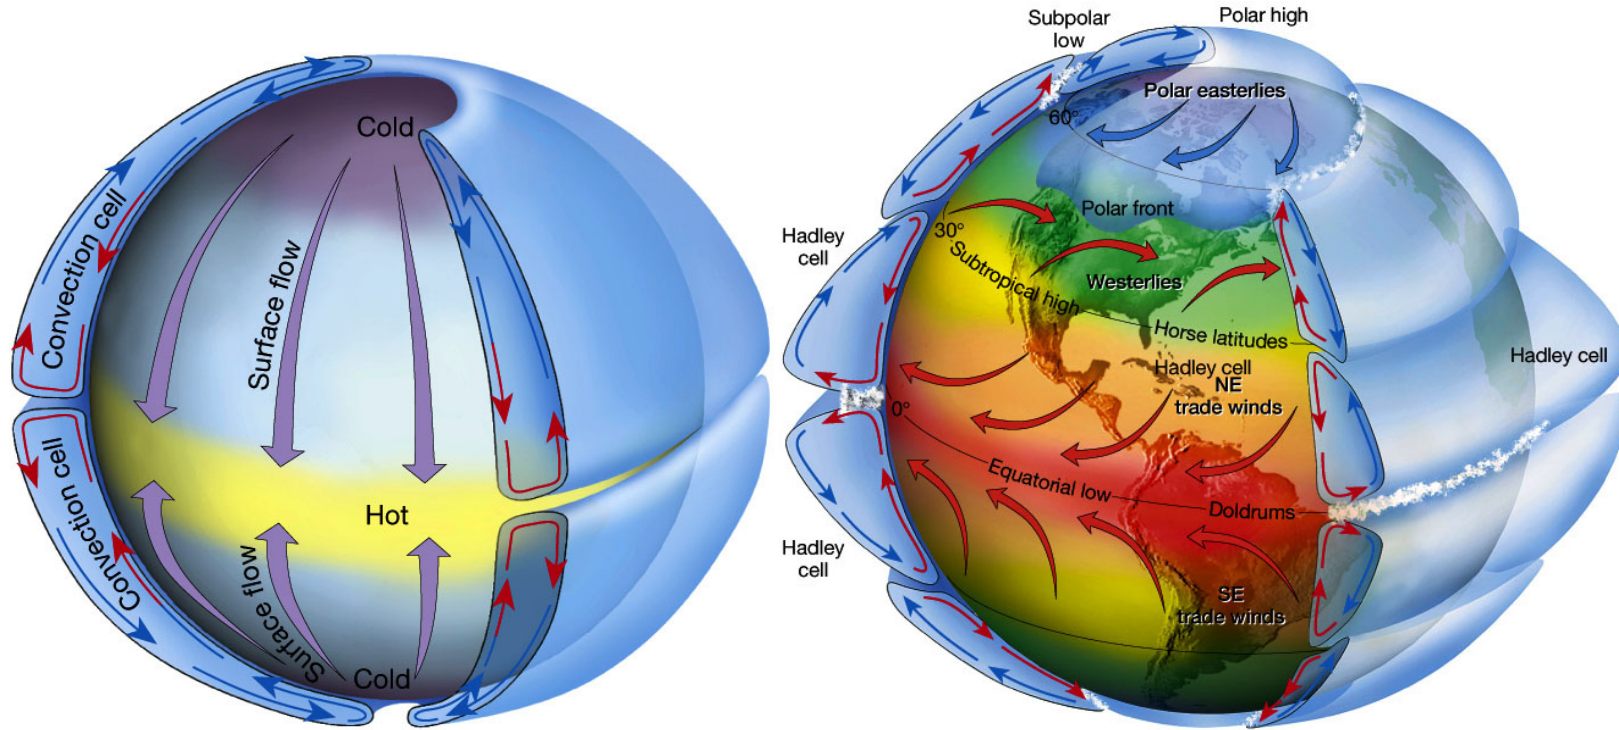 Cold
Convection cell
Surface flow
Hot
Convection cell
Surface flow
Cold
Subpolar
low
Polar high
Polar easterlies
60°
Polar front
30°
Hadley
cell
Subtropical high
Westerlies
Horse latitudes
Hadley cell
Hadley cell
NE
trade winds
0°
Equatorial low
Doldrums
Hadley
cell
SE
trade winds